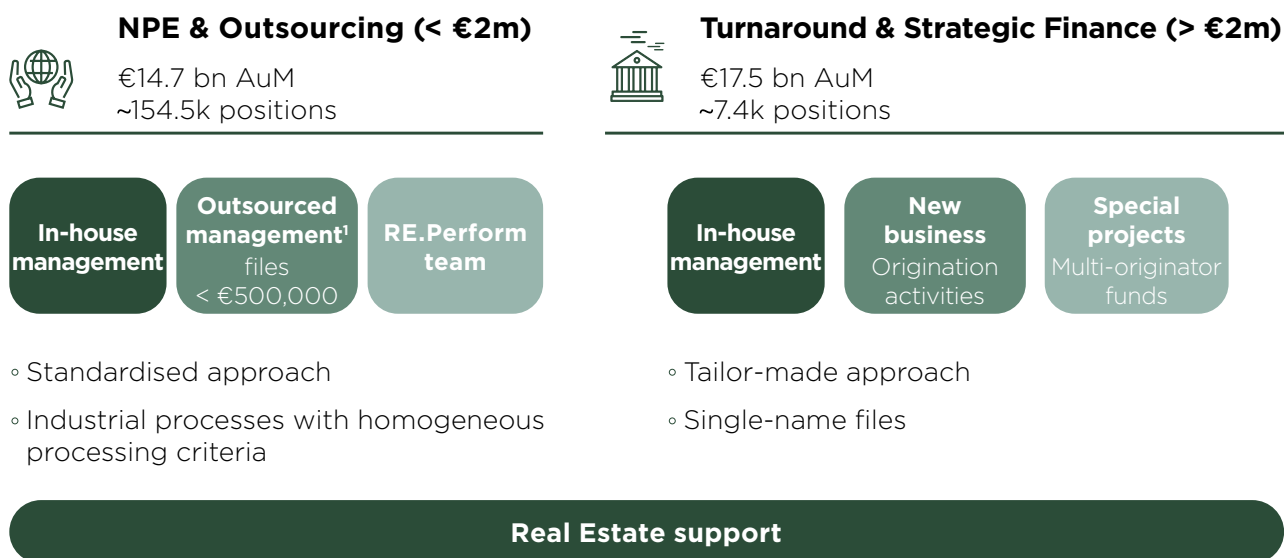 NPE & Outsourcing (< €2m)
€14.7 bn AuM
~154.5k positions
In-house
management
Outsourced
management¹
files
< €500,000
RE.Perform
team
◦ Standardised approach
◦ Industrial processes with homogeneous
processing criteria
Turnaround & Strategic Finance (> €2m)
€17.5 bn AuM
~7.4k positions
In-house
management
New
business
Origination
activities
Special
projects
Multi-originator
funds
◦ Tailor-made approach
◦ Single-name files
Real Estate support